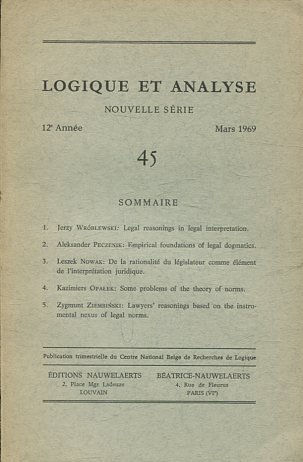 LOGIQUE ET ANALYSE
NOUVELLE SÉRIE
12e Année Mars 1969
45
SOMMAIRE
1. Jerzy WRÓBLEWSKI: Legal reasonings in legal interpretation.
2. Aleksander PECZENIK: Empirical foundations of legal dogmatics.
3. Leszek NOWAK: De la rationalité du législateur comme élément
de l'interprétation juridique.
4. Kazimierz OPAŁEK: Some problems of the theory of norms.
5. Zygmunt ZIEMBIŃSKI: Lawyers' reasonings based on the instru-
mental nexus of legal norms.
Publication trimestrielle du Centre National Belge de Recherches de Logique
ÉDITIONS NAUWELAERTS BÉATRICE-NAUWELAERTS
2, Place Mgr Ladeuze 4, Rue de Fleurus
LOUVAIN PARIS (VIe)